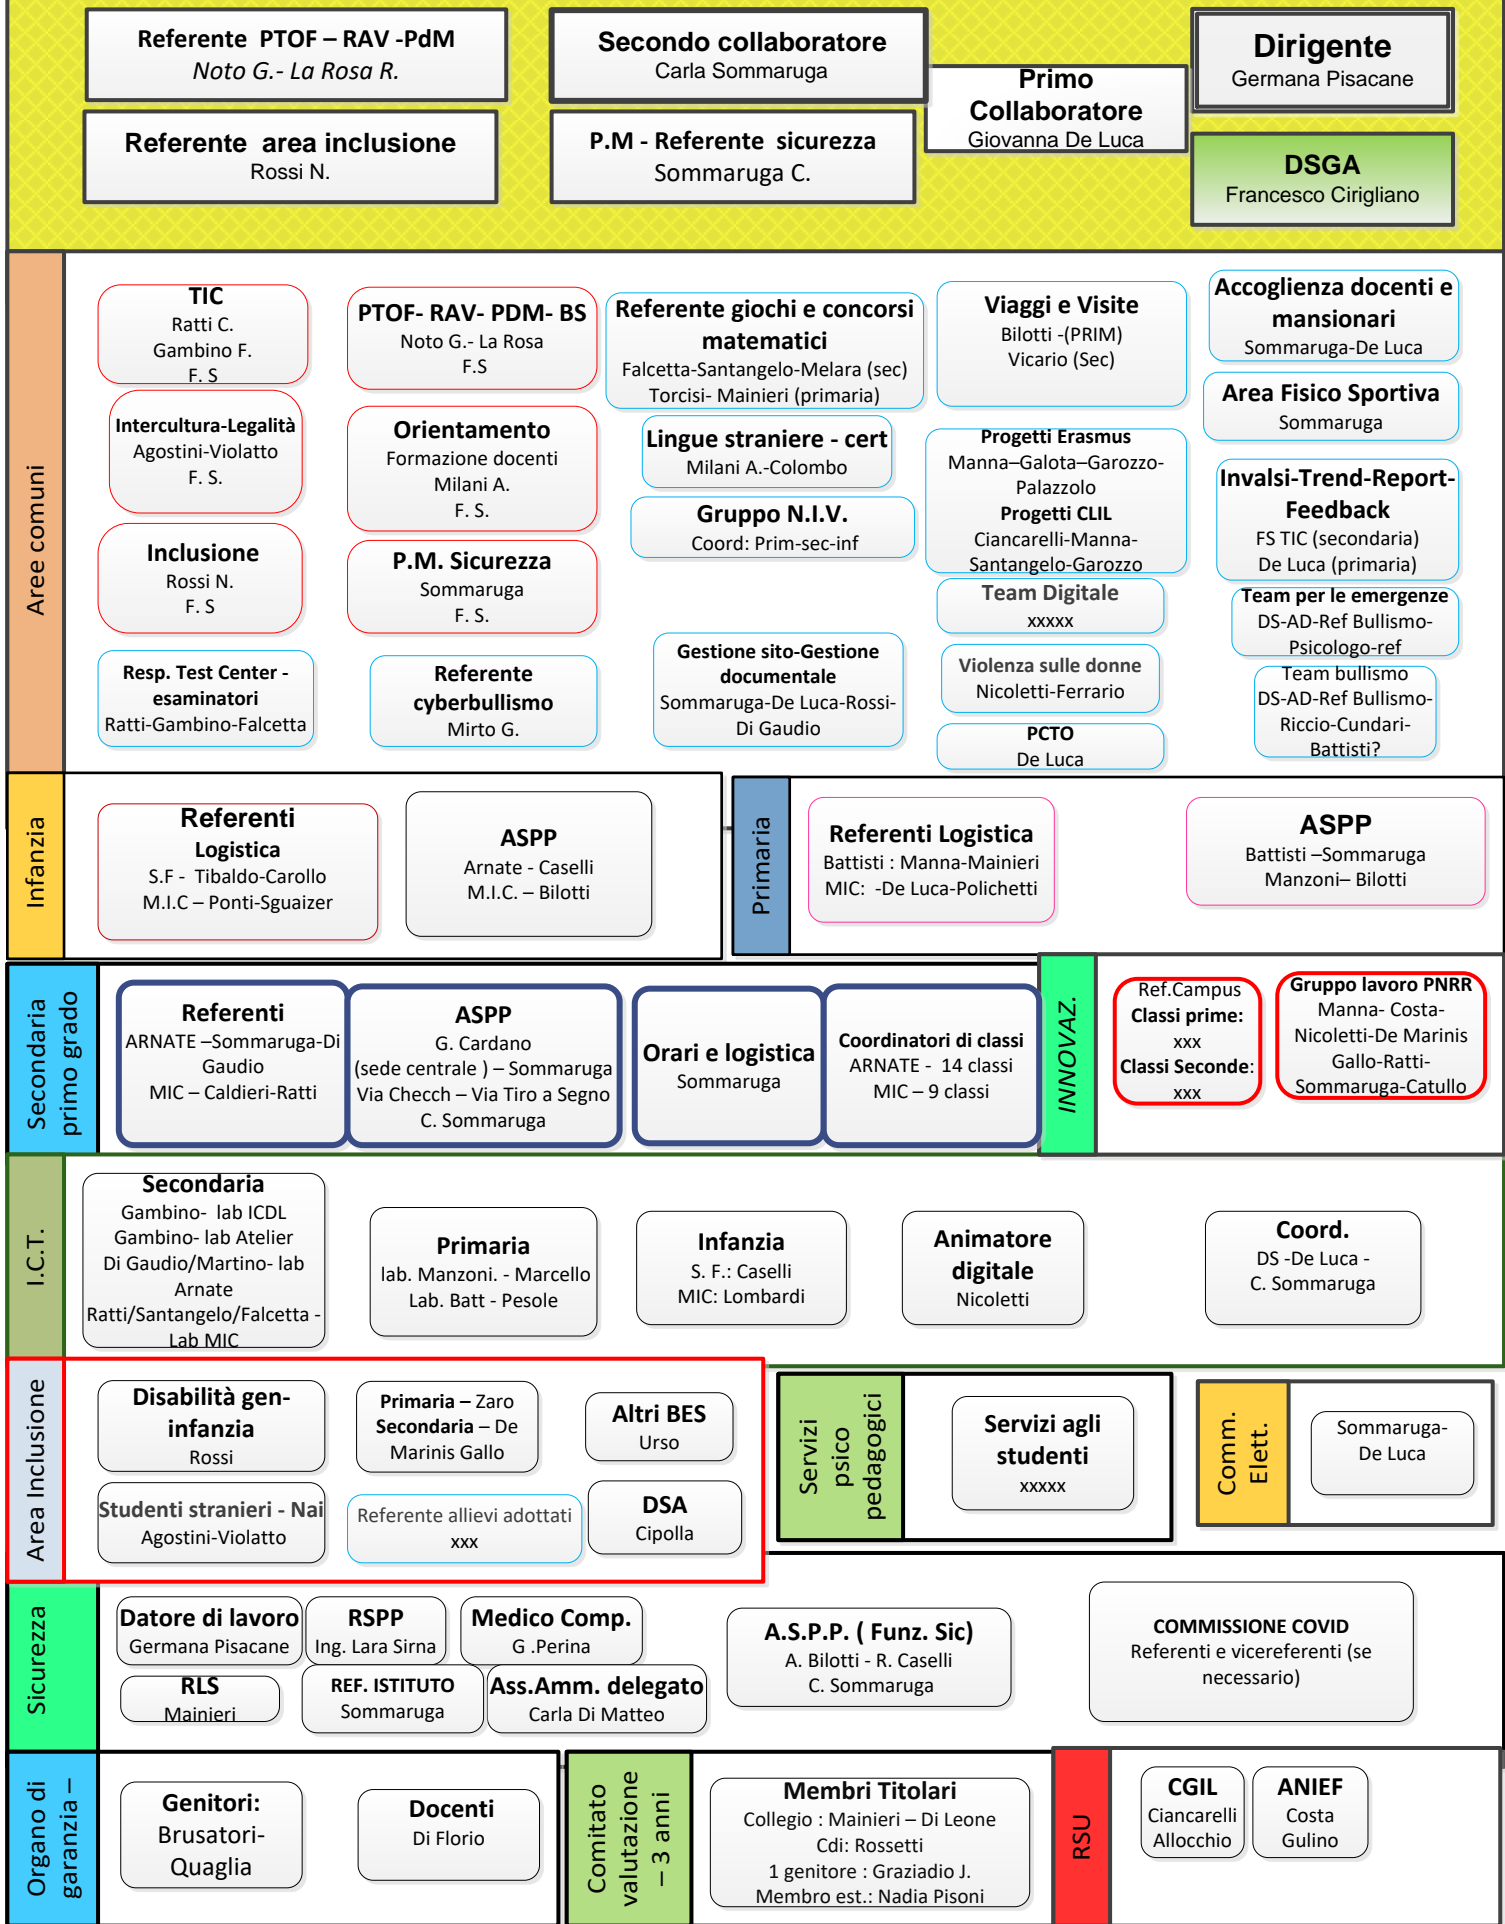 Referente PTOF – RAV -PdM
Noto G.- La Rosa R.
Secondo collaboratore
Carla Sommaruga
Dirigente
Germana Pisacane
Primo
Collaboratore
Giovanna De Luca
Referente area inclusione
Rossi N.
P.M - Referente sicurezza
Sommaruga C.
DSGA
Francesco Cirigliano
Aree comuni
TIC
Ratti C.
Gambino F.
F. S
PTOF- RAV- PDM- BS
Noto G.- La Rosa
F.S
Referente giochi e concorsi
matematici
Falcetta-Santangelo-Melara (sec)
Torcisi- Mainieri (primaria)
Viaggi e Visite
Bilotti -(PRIM)
Vicario (Sec)
Accoglienza docenti e
mansionari
Sommaruga-De Luca
Area Fisico Sportiva
Sommaruga
Intercultura-Legalità
Agostini-Violatto
F. S.
Orientamento
Formazione docenti
Milani A.
F. S.
Lingue straniere - cert
Milani A.-Colombo
Progetti Erasmus
Manna–Galota–Garozzo-
Palazzolo
Progetti CLIL
Ciancarelli-Manna-
Santangelo-Garozzo
Invalsi-Trend-Report-
Feedback
FS TIC (secondaria)
De Luca (primaria)
Gruppo N.I.V.
Coord: Prim-sec-inf
Inclusione
Rossi N.
F. S
P.M. Sicurezza
Sommaruga
F. S.
Team Digitale
xxxxx
Team per le emergenze
DS-AD-Ref Bullismo-
Psicologo-ref
Resp. Test Center -
esaminatori
Ratti-Gambino-Falcetta
Referente
cyberbullismo
Mirto G.
Gestione sito-Gestione
documentale
Sommaruga-De Luca-Rossi-
Di Gaudio
Violenza sulle donne
Nicoletti-Ferrario
PCTO
De Luca
Team bullismo
DS-AD-Ref Bullismo-
Riccio-Cundari-
Battisti?
Infanzia
Referenti
Logistica
S.F - Tibaldo-Carollo
M.I.C – Ponti-Sguaizer
ASPP
Arnate - Caselli
M.I.C. – Bilotti
Primaria
Referenti Logistica
Battisti : Manna-Mainieri
MIC: -De Luca-Polichetti
ASPP
Battisti –Sommaruga
Manzoni– Bilotti
Secondaria
primo grado
Referenti
ARNATE –Sommaruga-Di
Gaudio
MIC – Caldieri-Ratti
ASPP
G. Cardano
(sede centrale ) – Sommaruga
Via Checch – Via Tiro a Segno
C. Sommaruga
Orari e logistica
Sommaruga
Coordinatori di classi
ARNATE - 14 classi
MIC – 9 classi
INNOVAZ.
Ref.Campus
Classi prime:
xxx
Classi Seconde:
xxx
Gruppo lavoro PNRR
Manna- Costa-
Nicoletti-De Marinis
Gallo-Ratti-
Sommaruga-Catullo
I.C.T.
Secondaria
Gambino- lab ICDL
Gambino- lab Atelier
Di Gaudio/Martino- lab
Arnate
Ratti/Santangelo/Falcetta -
Lab MIC
Primaria
lab. Manzoni. - Marcello
Lab. Batt - Pesole
Infanzia
S. F.: Caselli
MIC: Lombardi
Animatore
digitale
Nicoletti
Coord.
DS -De Luca -
C. Sommaruga
Area Inclusione
Disabilità gen-
infanzia
Rossi
Primaria – Zaro
Secondaria – De
Marinis Gallo
Altri BES
Urso
Studenti stranieri - Nai
Agostini-Violatto
Referente allievi adottati
xxx
DSA
Cipolla
Servizi
psico
pedagogici
Servizi agli
studenti
xxxxx
Comm.
Elett.
Sommaruga-
De Luca
Sicurezza
Datore di lavoro
Germana Pisacane
RSPP
Ing. Lara Sirna
Medico Comp.
G .Perina
A.S.P.P. ( Funz. Sic)
A. Bilotti - R. Caselli
C. Sommaruga
COMMISSIONE COVID
Referenti e vicereferenti (se
necessario)
RLS
Mainieri
REF. ISTITUTO
Sommaruga
Ass.Amm. delegato
Carla Di Matteo
Organo di
garanzia –
Genitori:
Brusatori-
Quaglia
Docenti
Di Florio
Comitato
valutazione
– 3 anni
Membri Titolari
Collegio : Mainieri – Di Leone
Cdi: Rossetti
1 genitore : Graziadio J.
Membro est.: Nadia Pisoni
RSU
CGIL
Ciancarelli
Allocchio
ANIEF
Costa
Gulino